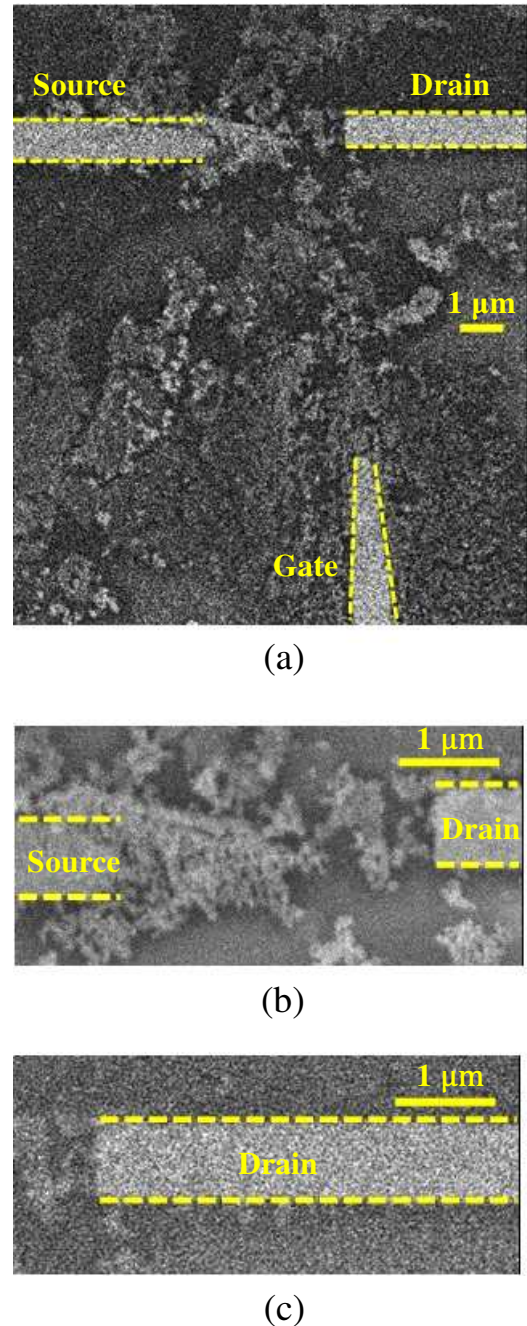 Source
Drain
1 μm
Gate
(a)
1 μm
Source
Drain
(b)
1 μm
Drain
(c)